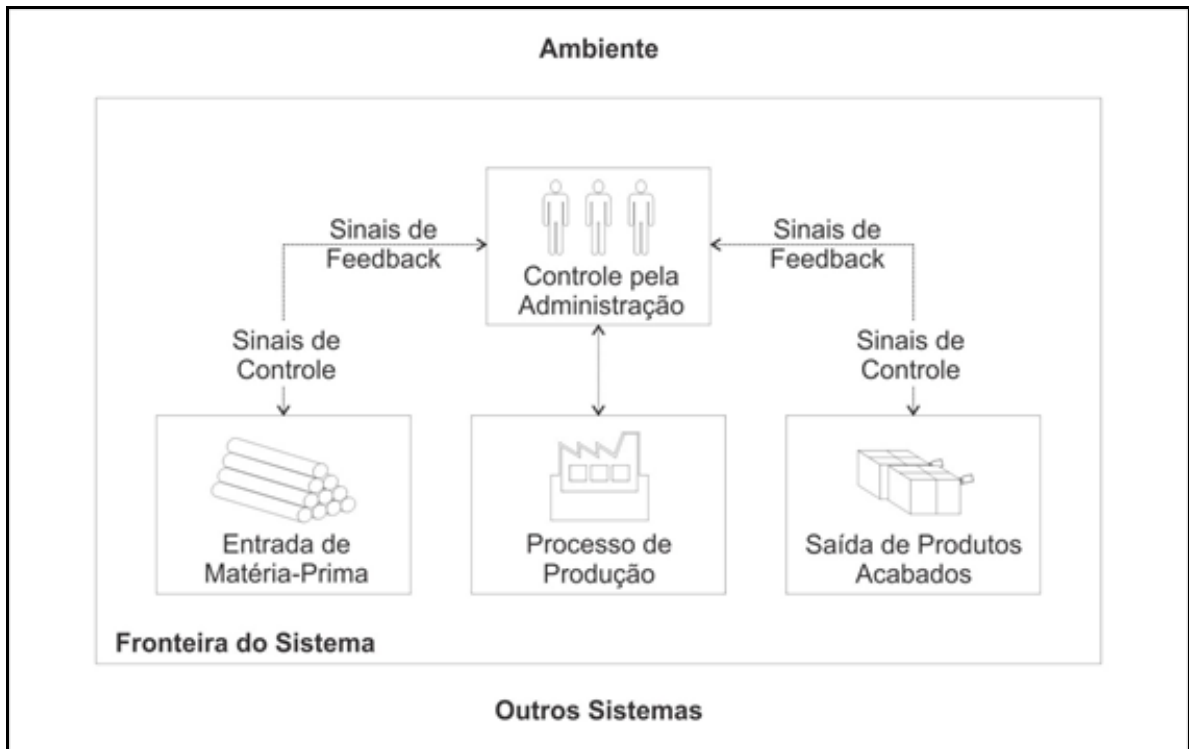 Ambiente
Sinais de
Feedback
Controle pela
Administração
Sinais de
Feedback
Sinais de
Controle
Sinais de
Controle
Entrada de
Matéria-Prima
Processo de
Produção
Saída de Produtos
Acabados
Fronteira do Sistema
Outros Sistemas